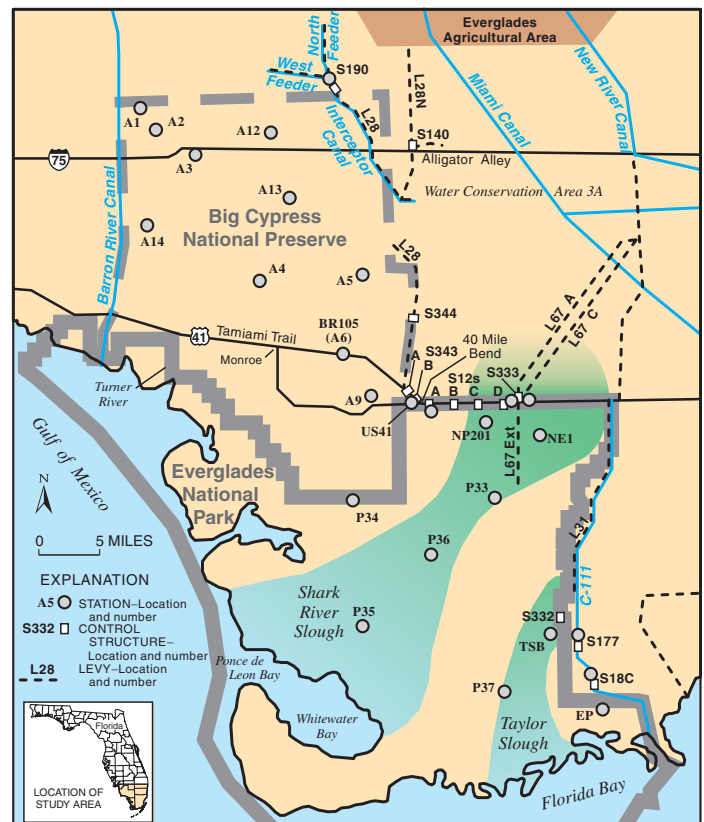 Everglades
Agricultural Area
North
Feeder
West
Feeder
S190
L28N
Miami Canal
New River Canal
A1
A2
A12
L28
Interceptor
Canal
S140
Alligator Alley
A3
75
Water Conservation Area 3A
A13
Barron River Canal
Big Cypress
National Preserve
A14
L28
A4
A5
L67 A
L67 C
S344
BR105
(A6)
41
Tamiami Trail
Monroe
40 Mile
Bend
A
S343
B
S333
S12s
A
B
C
D
Turner
River
A9
US41
NP201
NE1
L67 Ext
Gulf of Mexico
Everglades
National
Park
N
P33
P34
0
5 MILES
L31
P36
C-111
EXPLANATION
A5
STATION–Location
and number
S332
CONTROL
STRUCTURE–
Location and number
L28
LEVY–Location
and number
Shark
River
Slough
P35
S332
TSB
S177
Ponce de
Leon Bay
S18C
P37
EP
Whitewater
Bay
Taylor
Slough
Florida
LOCATION OF
STUDY AREA
Florida Bay